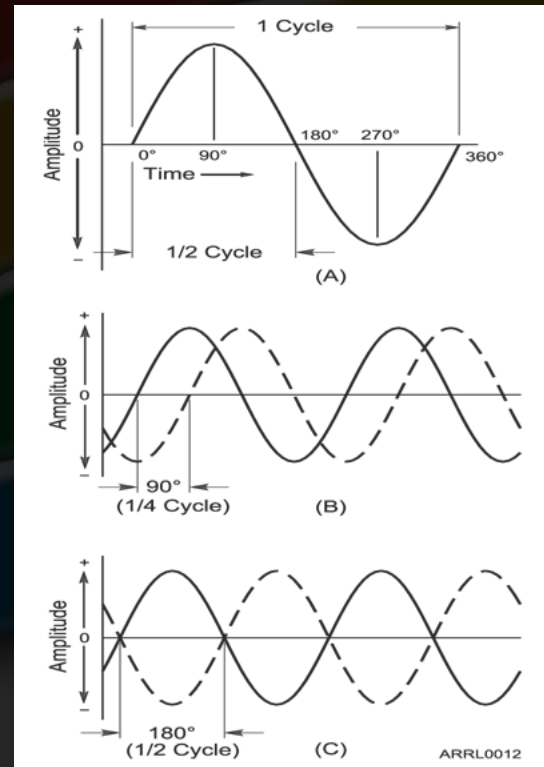 1 Cycle
+
Amplitude
0
−
0°
90°
180°
270°
360°
Time
1/2 Cycle
(A)
+
Amplitude
0
−
90°
(1/4 Cycle)
(B)
+
Amplitude
0
−
180°
(1/2 Cycle)
(C)
ARRL0012